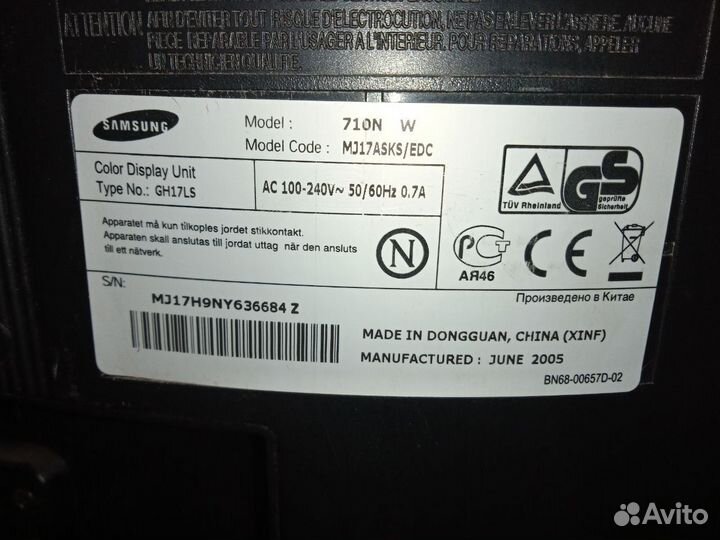 ATTENTION
AFIN D'EVITER TOUT RISQUE D'ELECTROCUTION, NE PAS ENLEVER L'ARRIERE. AUCUNE
PIECE REPARABLE PAR L'USAGER A L'INTERIEUR. POUR REPARATIONS, APPELER
UN TECHNICIEN QUALIFIE.
SAMSUNG
Model : 710N W
Model Code : MJ17ASKS/EDC
Color Display Unit
Type No.: GH17LS
AC 100-240V~ 50/60Hz 0.7A
TÜV Rheinland
GS
geprüfte
Sicherheit
Apparatet må kun tilkoples jordet stikkontakt.
Apparaten skall anslutas till jordat uttag när den ansluts
till ett nätverk.
N
РСТ
АЯ46
CE
S/N:
MJ17H9NY636684 Z
Произведено в Китае
MADE IN DONGGUAN, CHINA (XINF)
MANUFACTURED : JUNE 2005
BN68-00657D-02
Avito